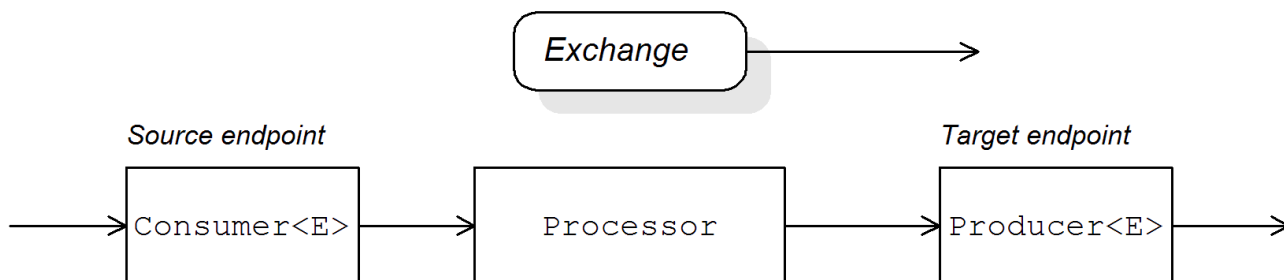 Exchange
Source endpoint
Target endpoint
Consumer<E>
Processor
Producer<E>